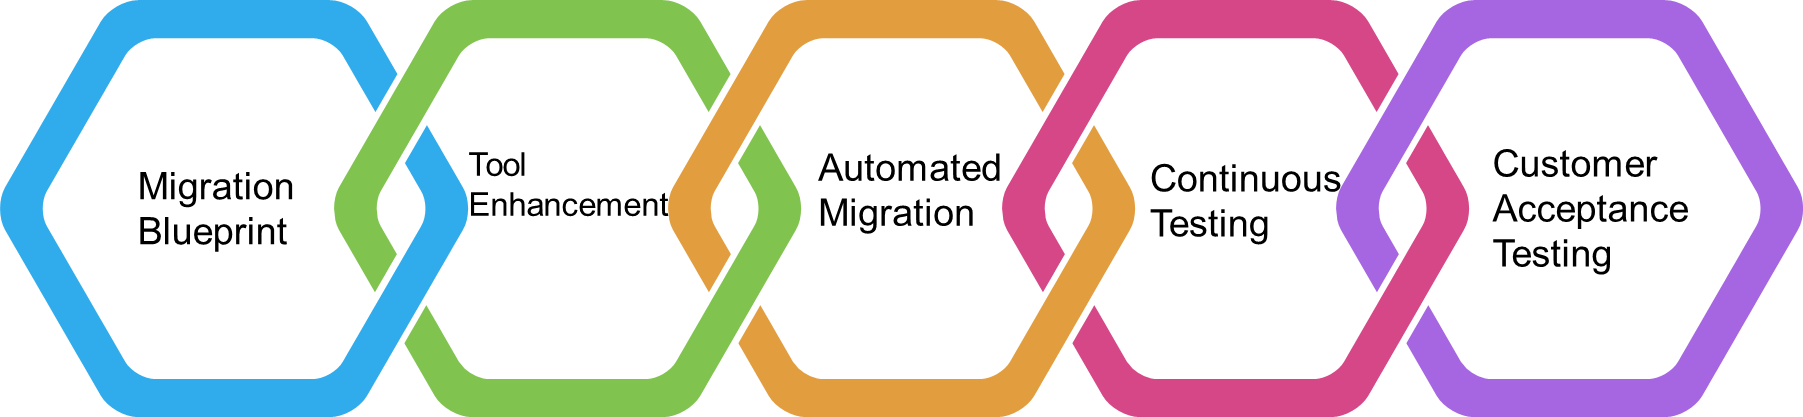 Migration
Blueprint
Tool
Enhancement
Automated
Migration
Continuous
Testing
Customer
Acceptance
Testing